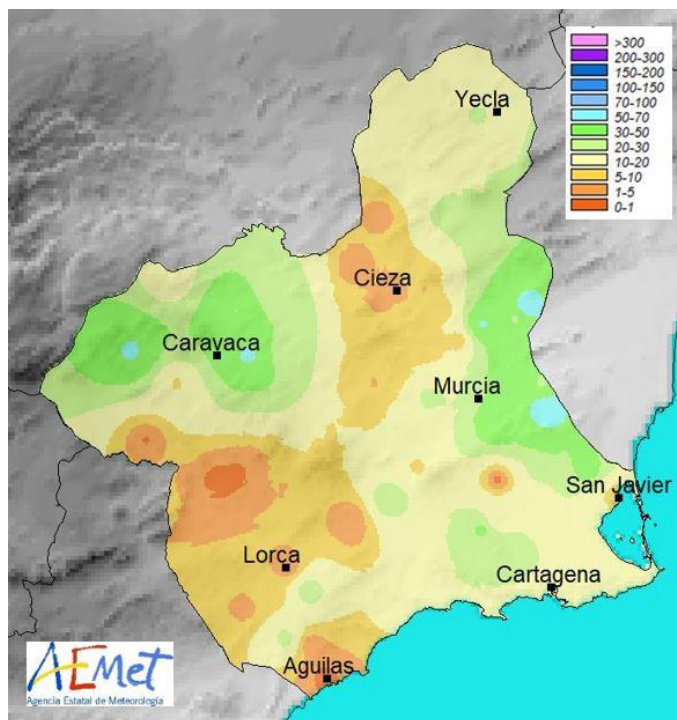 >300
200-300
150-200
100-150
70-100
50-70
30-50
20-30
10-20
5-10
1-5
0-1
Yecla
Cieza
Caravaca
Murcia
San Javier
Lorca
Cartagena
Aguilas
AEmet
Agencia Estatal de Meteorología